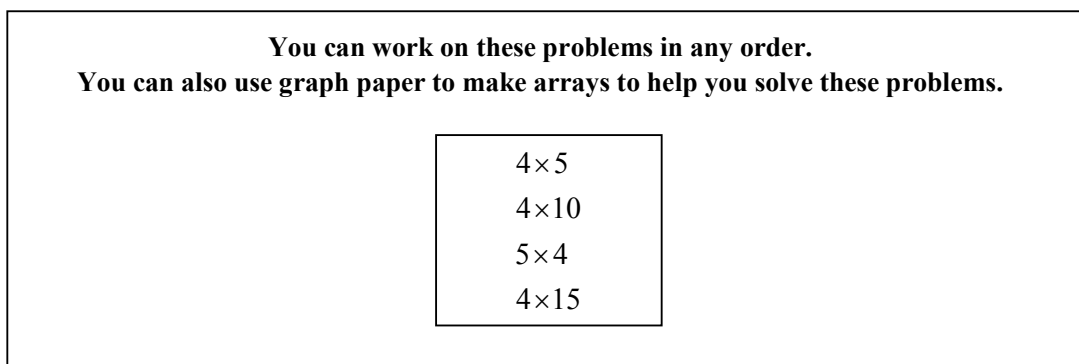 You can work on these problems in any order.
You can also use graph paper to make arrays to help you solve these problems.
4×5
4×10
5×4
4×15